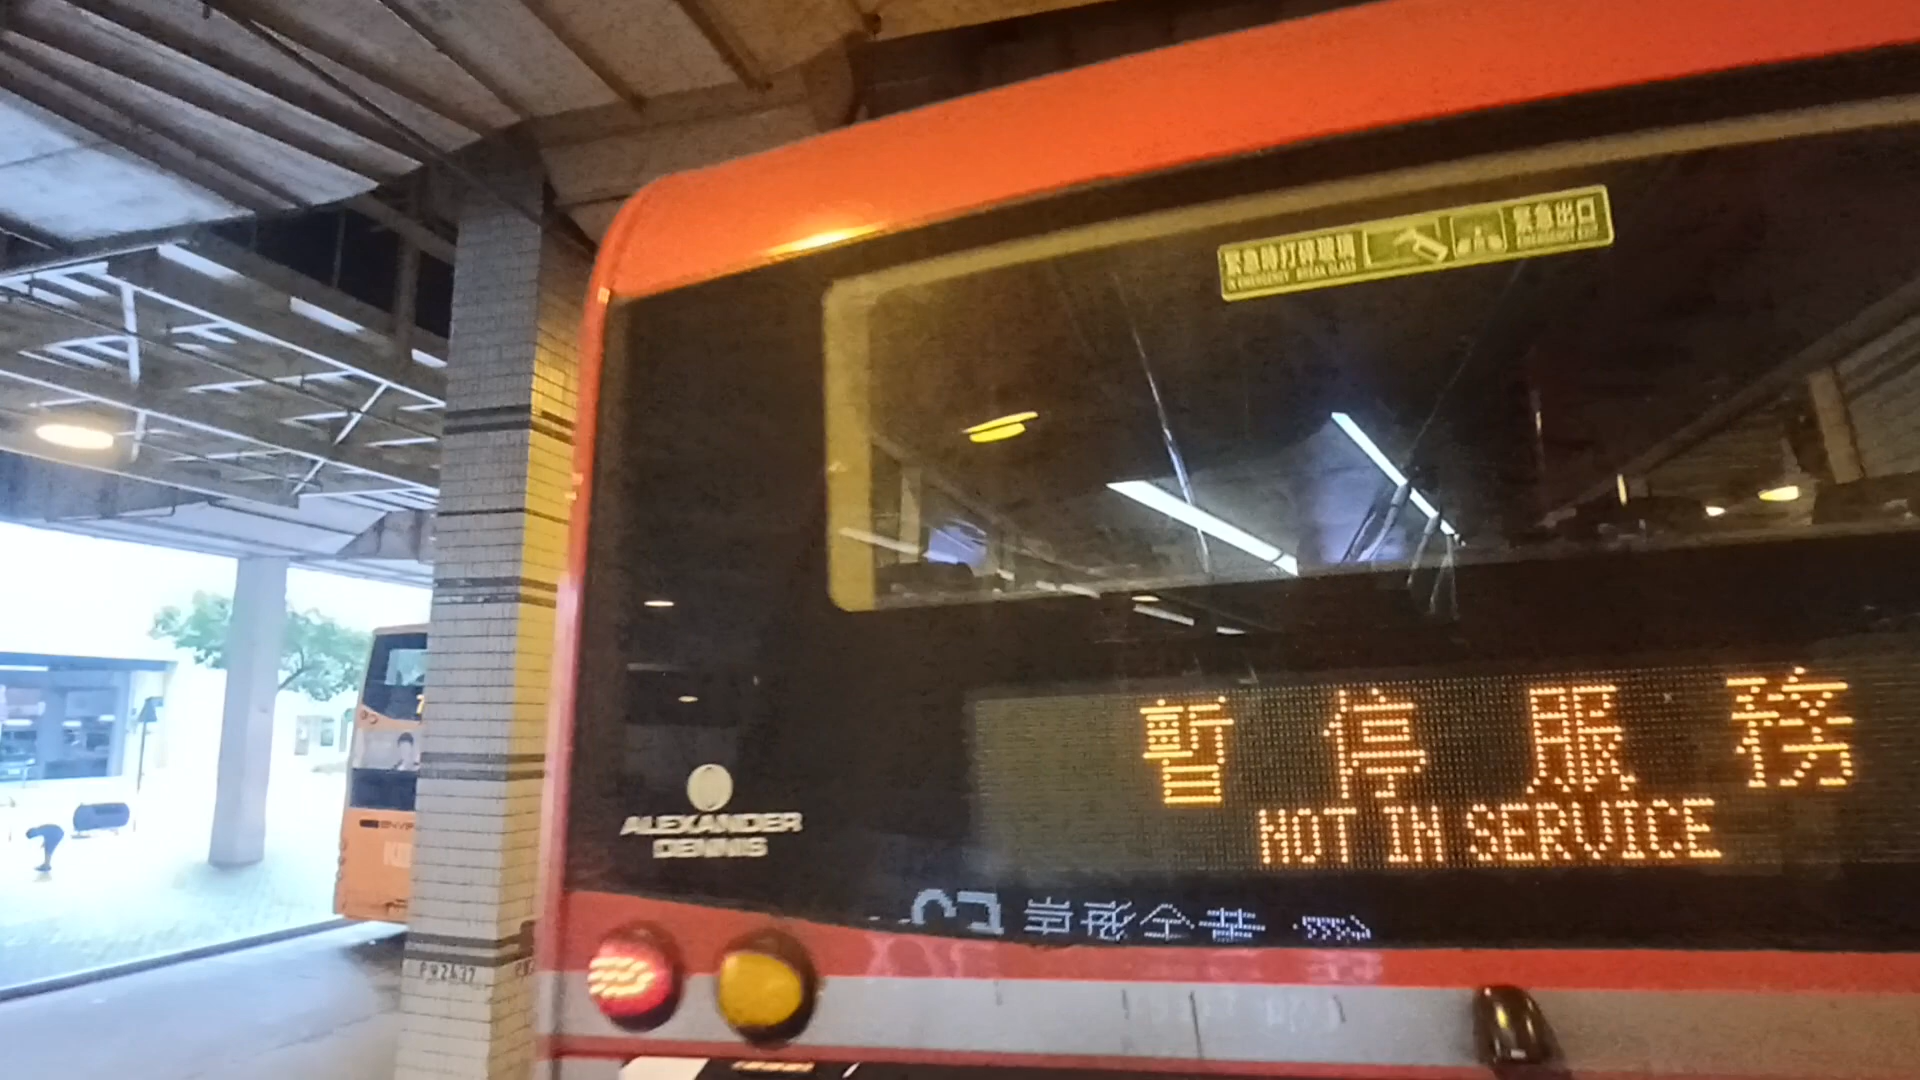 緊急時打碎玻璃
IN EMERGENCY BREAK GLASS
緊急出口
EMERGENCY EXIT
暫停服務
NOT IN SERVICE
ALEXANDER
DENNIS